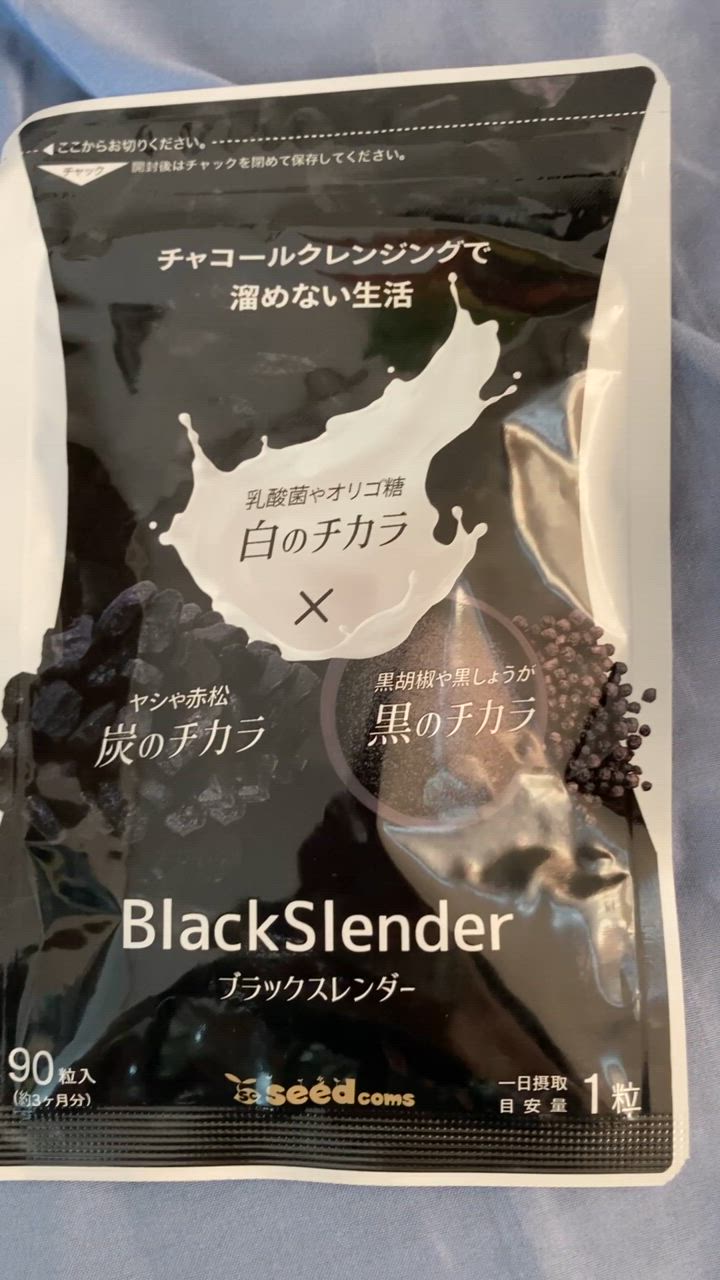 ◀ここからお切りください。
チャック
開封後はチャックを閉めて保存してください。
チャコールクレンジングで
溜めない生活
乳酸菌やオリゴ糖
白のチカラ
×
ヤシや赤松
炭のチカラ
黒胡椒や黒しょうが
黒のチカラ
BlackSlender
ブラックスレンダー
90粒入
(約3ヶ月分)
seedcoms
一日摂取
目安量
1粒